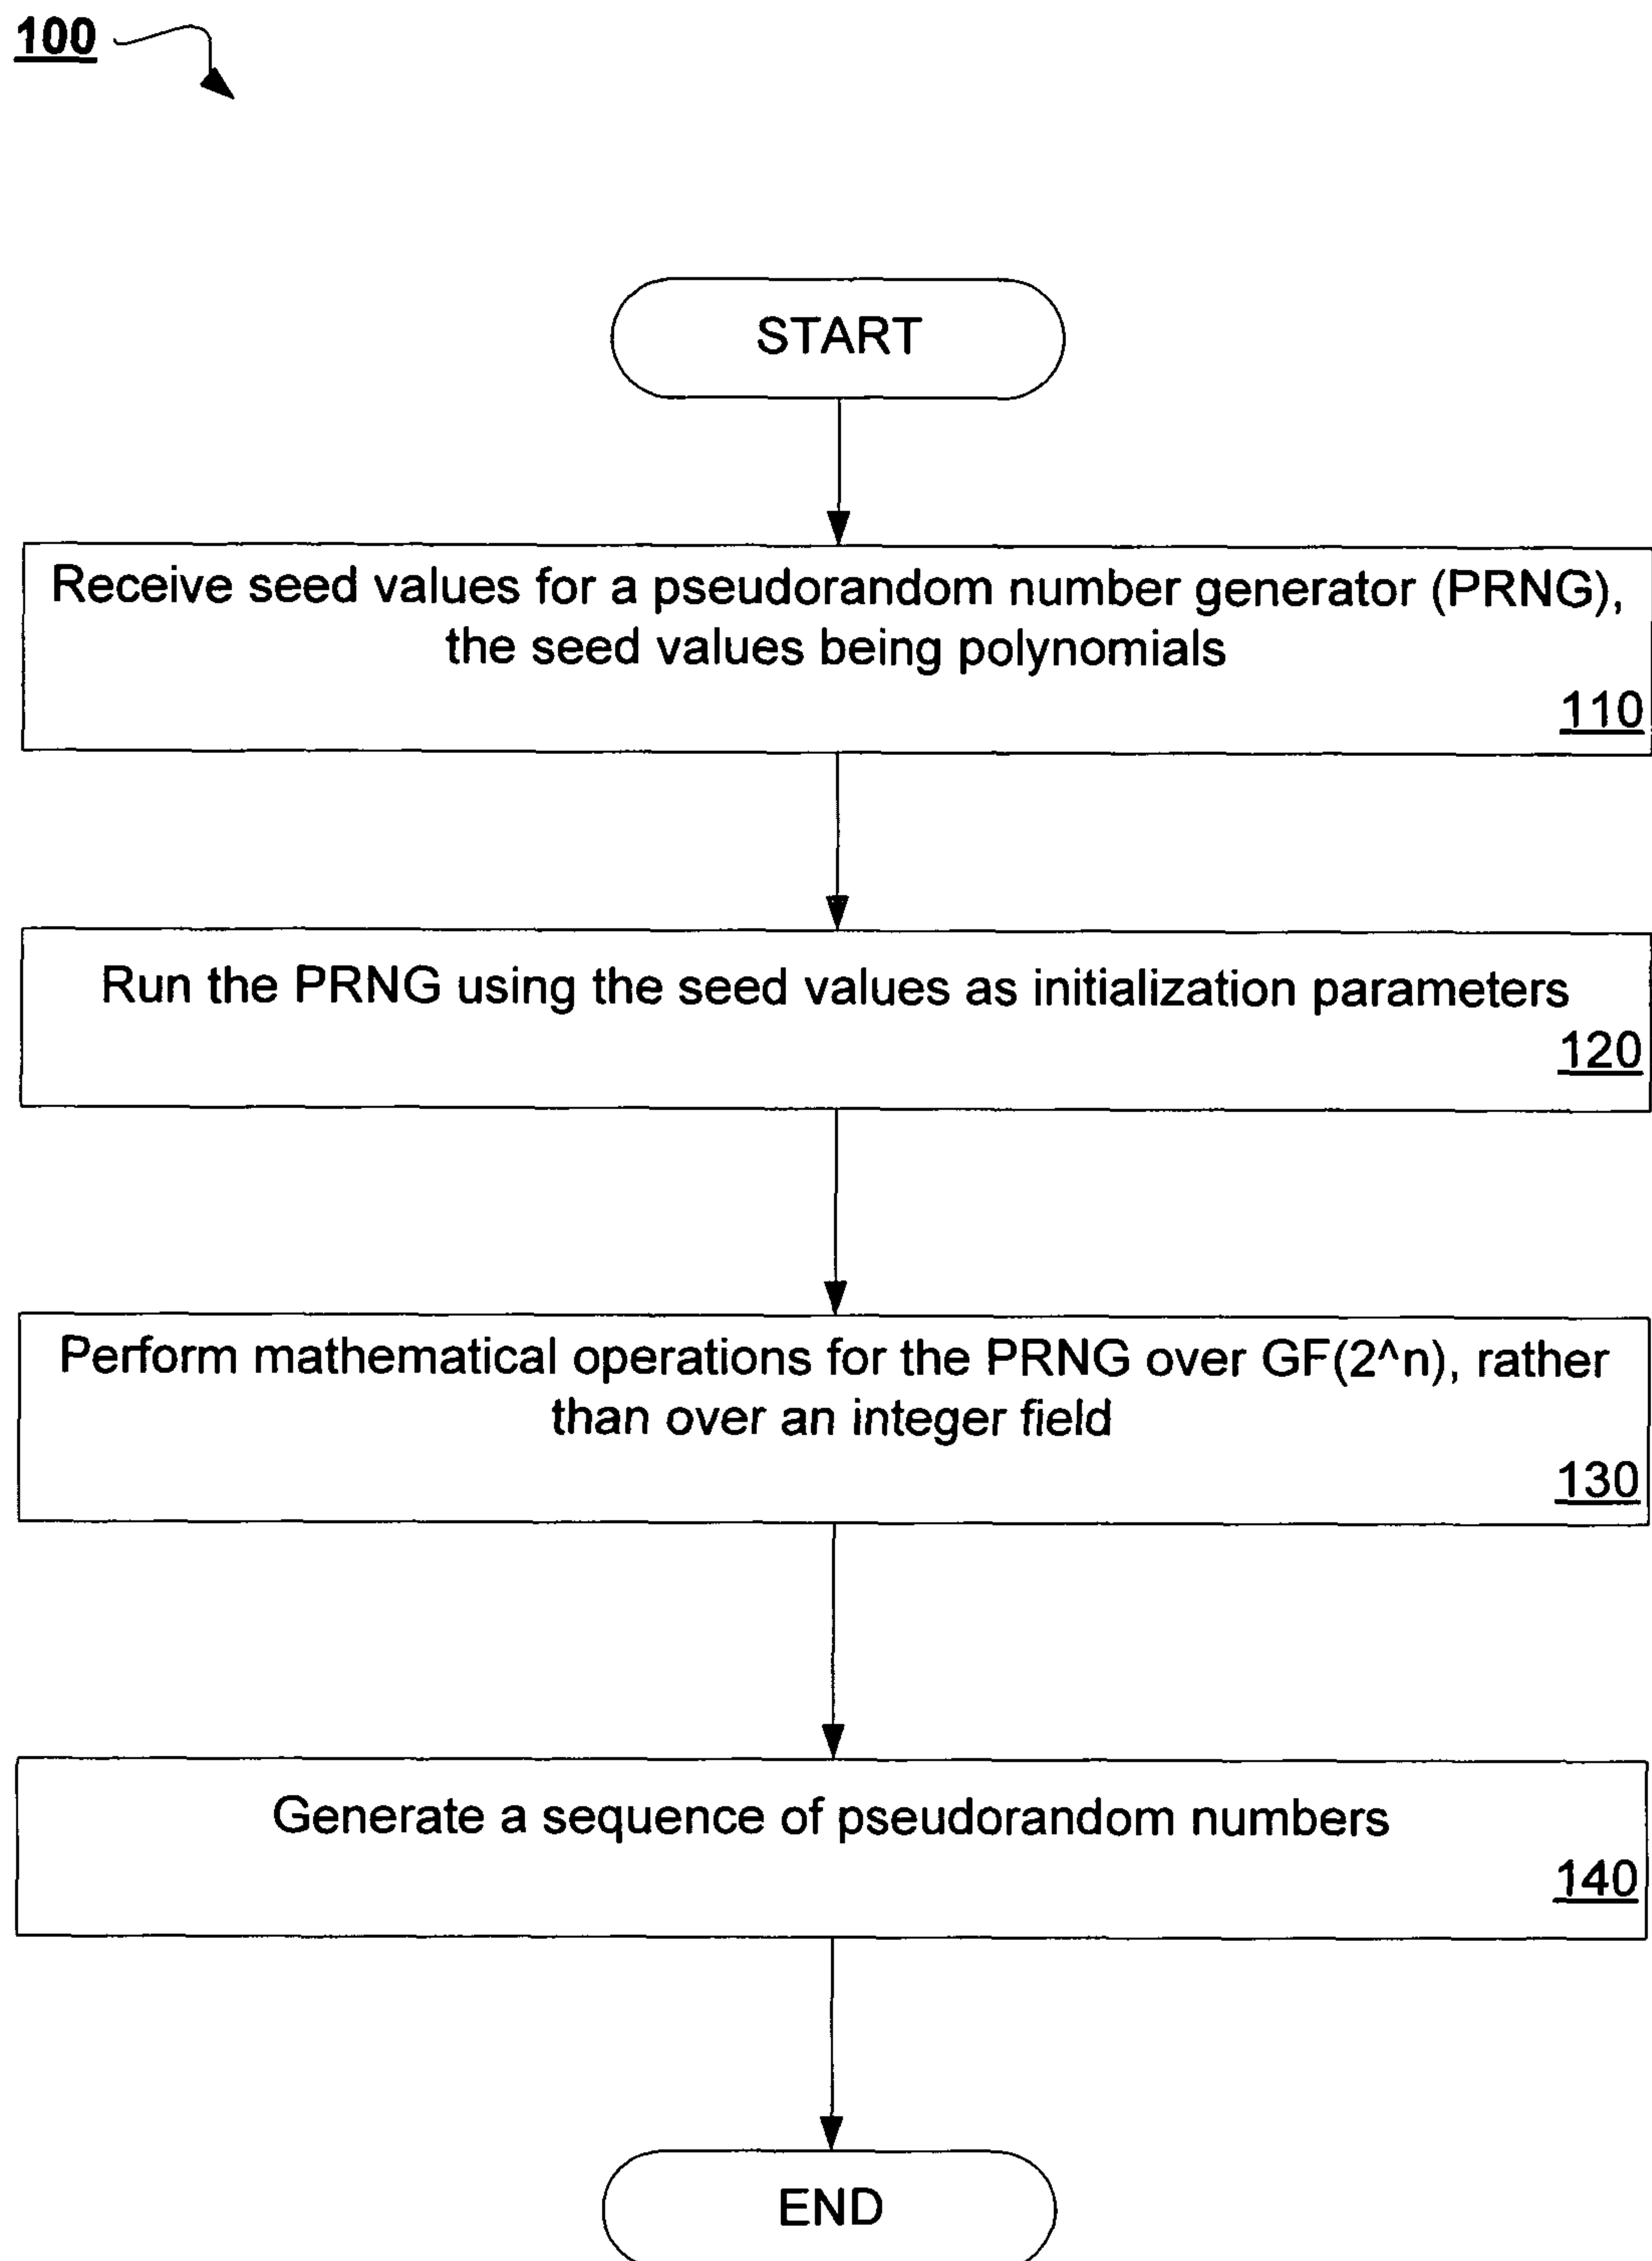 100
START
Receive seed values for a pseudorandom number generator (PRNG),
the seed values being polynomials
110
Run the PRNG using the seed values as initialization parameters
120
Perform mathematical operations for the PRNG over GF(2^n), rather
than over an integer field
130
Generate a sequence of pseudorandom numbers
140
END